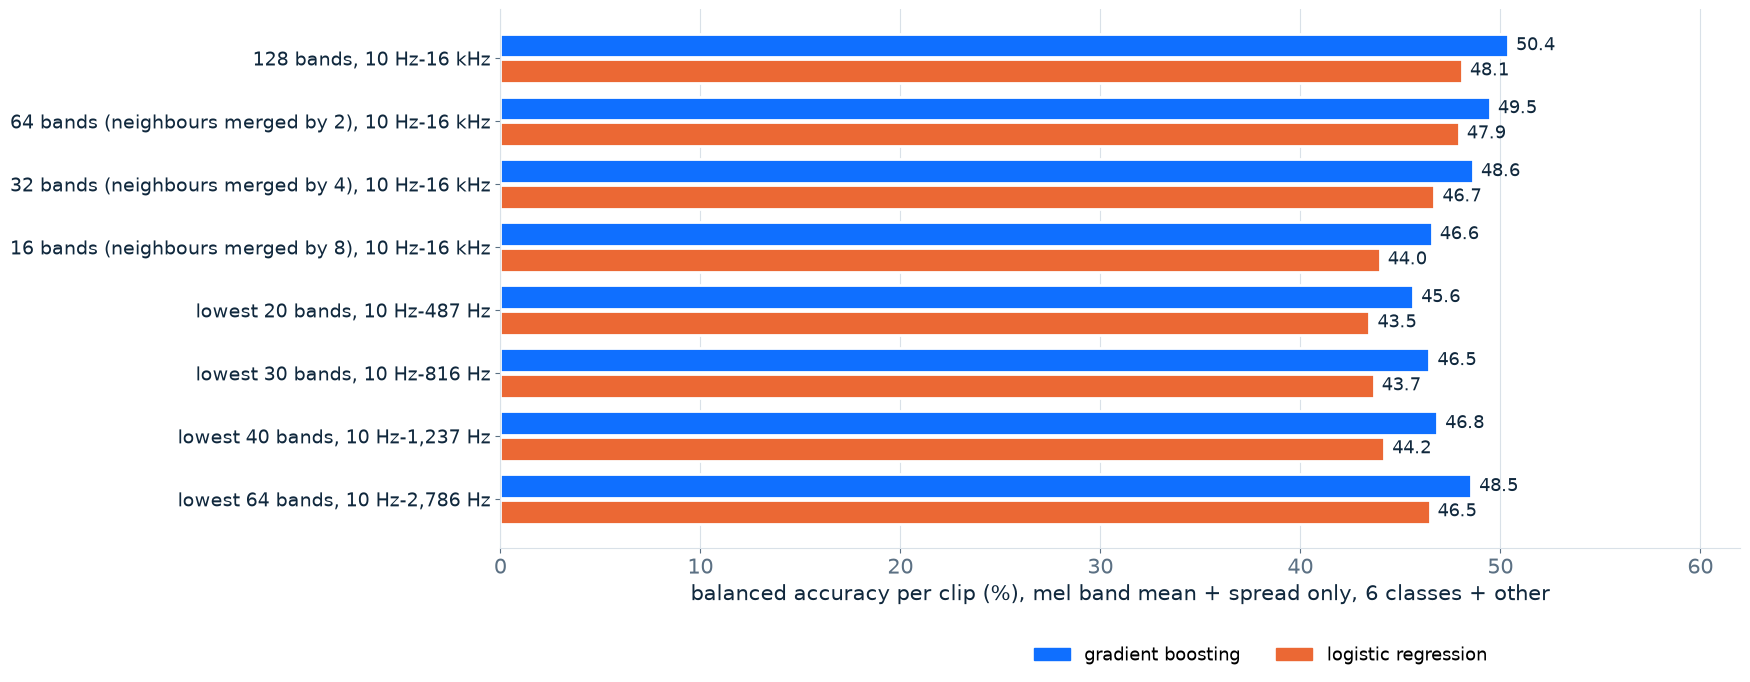 128 bands, 10 Hz-16 kHz
50.4
48.1
64 bands (neighbours merged by 2), 10 Hz-16 kHz
49.5
47.9
32 bands (neighbours merged by 4), 10 Hz-16 kHz
48.6
46.7
16 bands (neighbours merged by 8), 10 Hz-16 kHz
46.6
44.0
lowest 20 bands, 10 Hz-487 Hz
45.6
43.5
lowest 30 bands, 10 Hz-816 Hz
46.5
43.7
lowest 40 bands, 10 Hz-1,237 Hz
46.8
44.2
lowest 64 bands, 10 Hz-2,786 Hz
48.5
46.5
0 10 20 30 40 50 60
balanced accuracy per clip (%), mel band mean + spread only, 6 classes + other
gradient boosting logistic regression